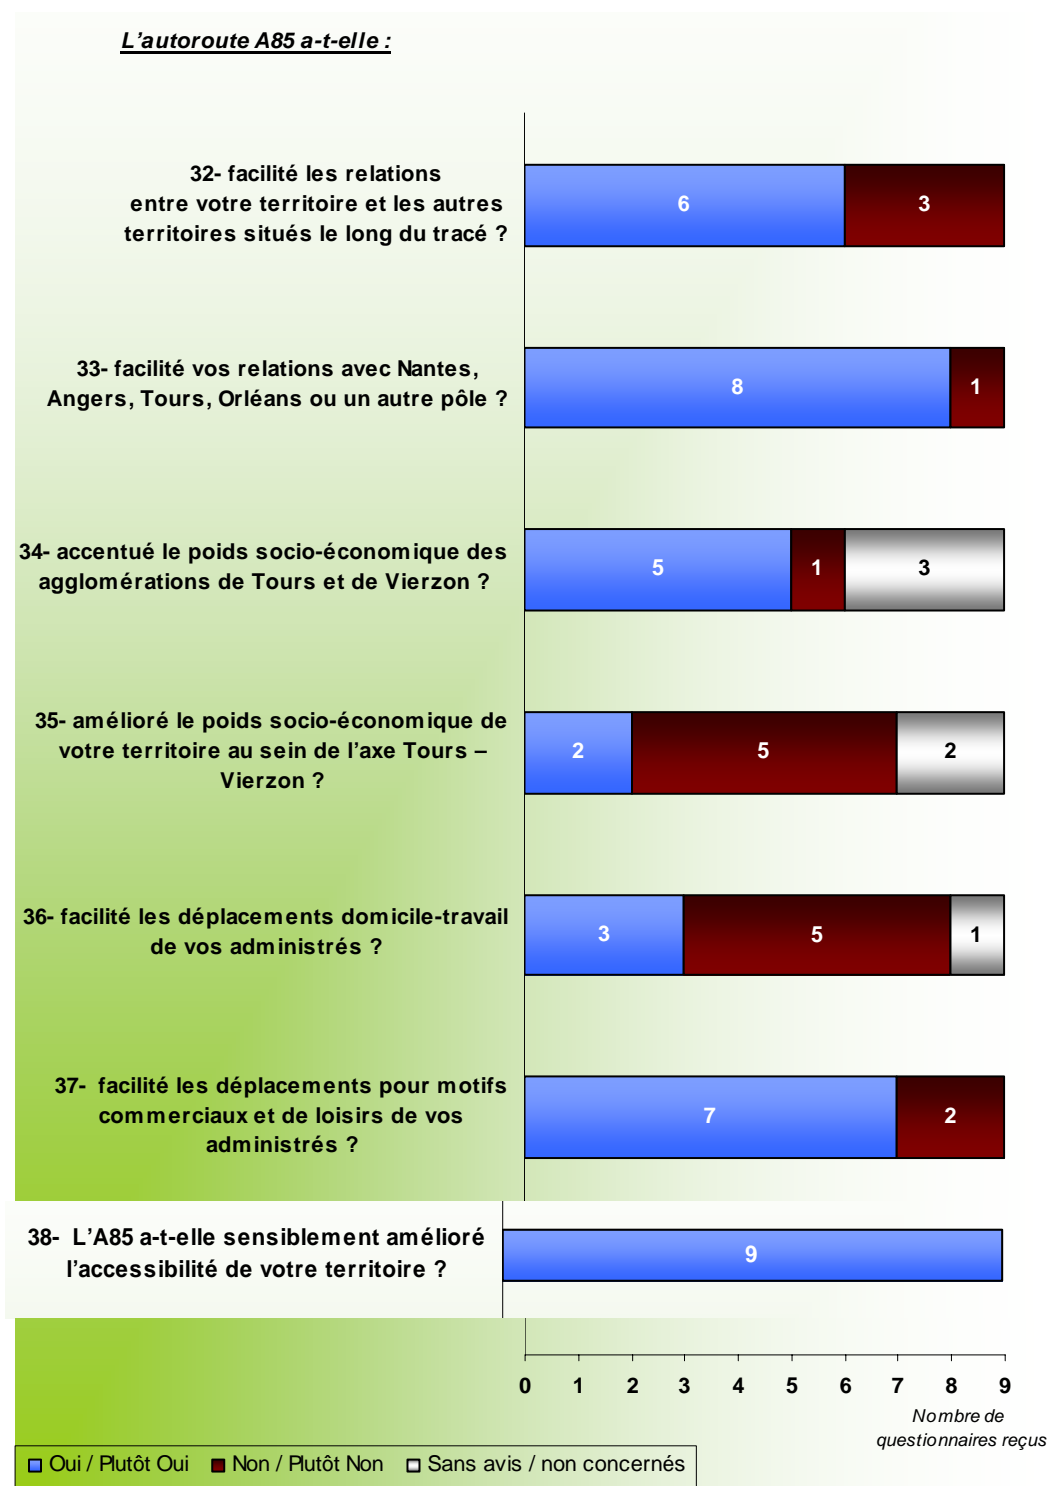 L'autoroute A85 a-t-elle :
32- facilité les relations
entre votre territoire et les autres
territoires situés le long du tracé ?
6
3
33- facilité vos relations avec Nantes,
Angers, Tours, Orléans ou un autre pôle ?
8
1
34- accentué le poids socio-économique des
agglomérations de Tours et de Vierzon ?
5
1
3
35- amélioré le poids socio-économique de
votre territoire au sein de l'axe Tours –
Vierzon ?
2
5
2
36- facilité les déplacements domicile-travail
de vos administrés ?
3
5
1
37- facilité les déplacements pour motifs
commerciaux et de loisirs de vos
administrés ?
7
2
38- L'A85 a-t-elle sensiblement amélioré
l'accessibilité de votre territoire ?
9
0 1 2 3 4 5 6 7 8 9
Nombre de
questionnaires reçus
Oui / Plutôt Oui Non / Plutôt Non Sans avis / non concernés